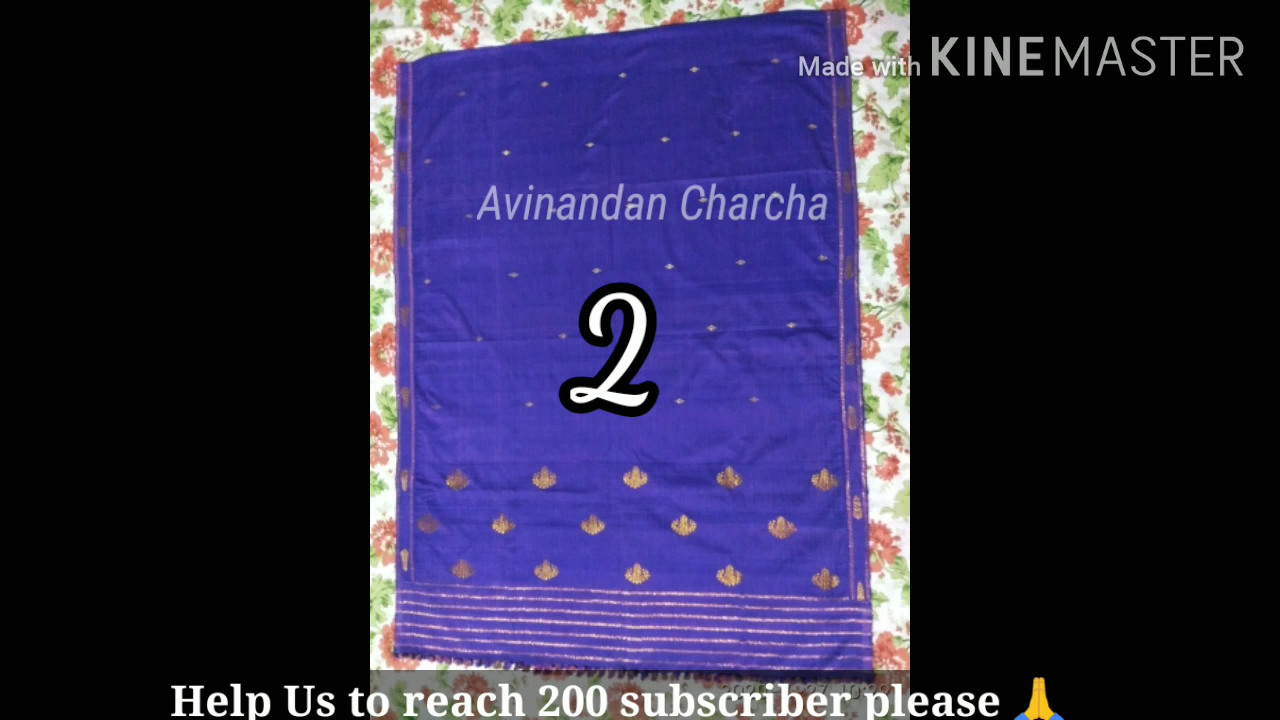 Made with KINEMASTER
Avinandan Charcha
2
Help Us to reach 200 subscriber please 🙏